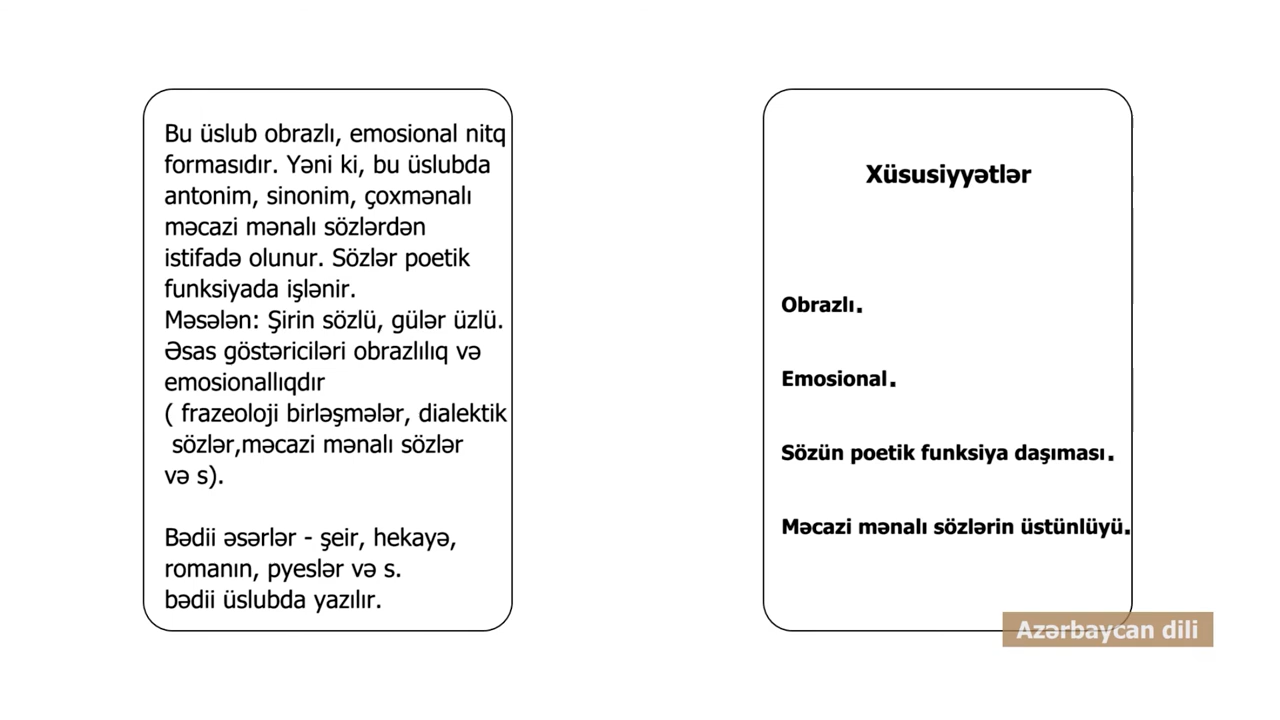 Bu üslub obrazlı, emosional nitq
formasıdır. Yəni ki, bu üslubda
antonim, sinonim, çoxmənalı
məcazi mənalı sözlərdən
istifadə olunur. Sözlər poetik
funksiyada işlənir.
Məsələn: Şirin sözlü, gülər üzlü.
Əsas göstəriciləri obrazlılıq və
emosionallıqdır
( frazeoloji birləşmələr, dialektik
sözlər,məcazi mənalı sözlər
və s).
Bədii əsərlər - şeir, hekayə,
romanın, pyeslər və s.
bədii üslubda yazılır.
Xüsusiyyətlər
Obrazlı.
Emosional.
Sözün poetik funksiya daşıması.
Məcazi mənalı sözlərin üstünlüyü.
Azərbaycan dili